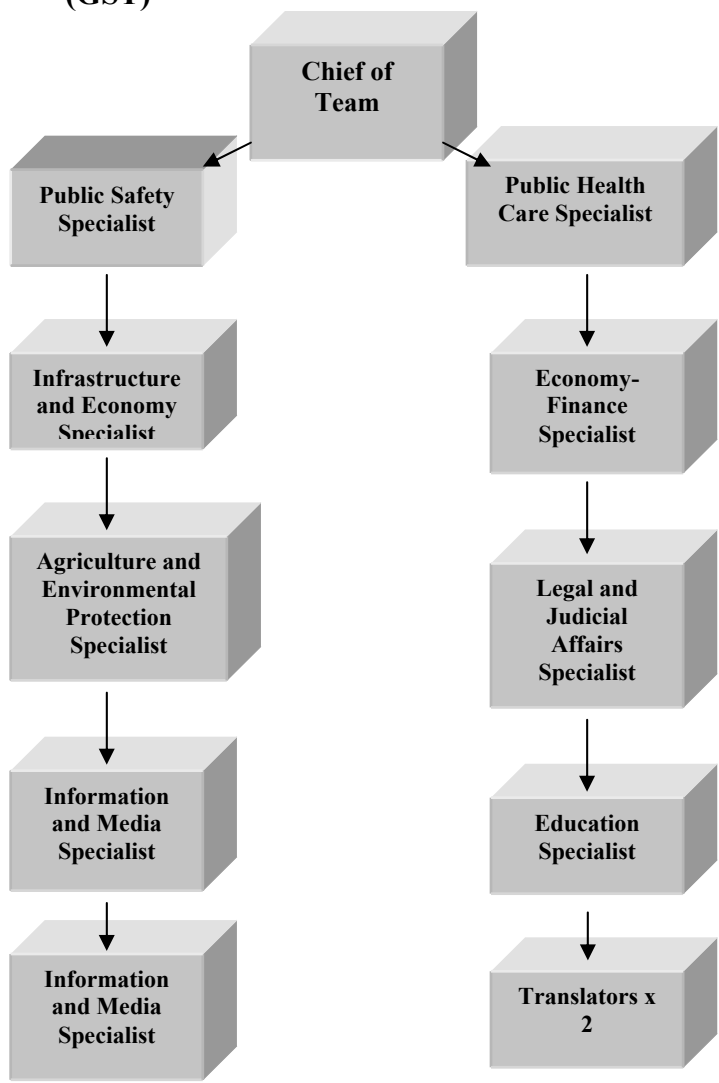 (GST)
Chief of
Team
Public Safety
Specialist
Public Health
Care Specialist
Infrastructure
and Economy
Specialist
Economy-
Finance
Specialist
Agriculture and
Environmental
Protection
Specialist
Legal and
Judicial
Affairs
Specialist
Information
and Media
Specialist
Education
Specialist
Information
and Media
Specialist
Translators x
2